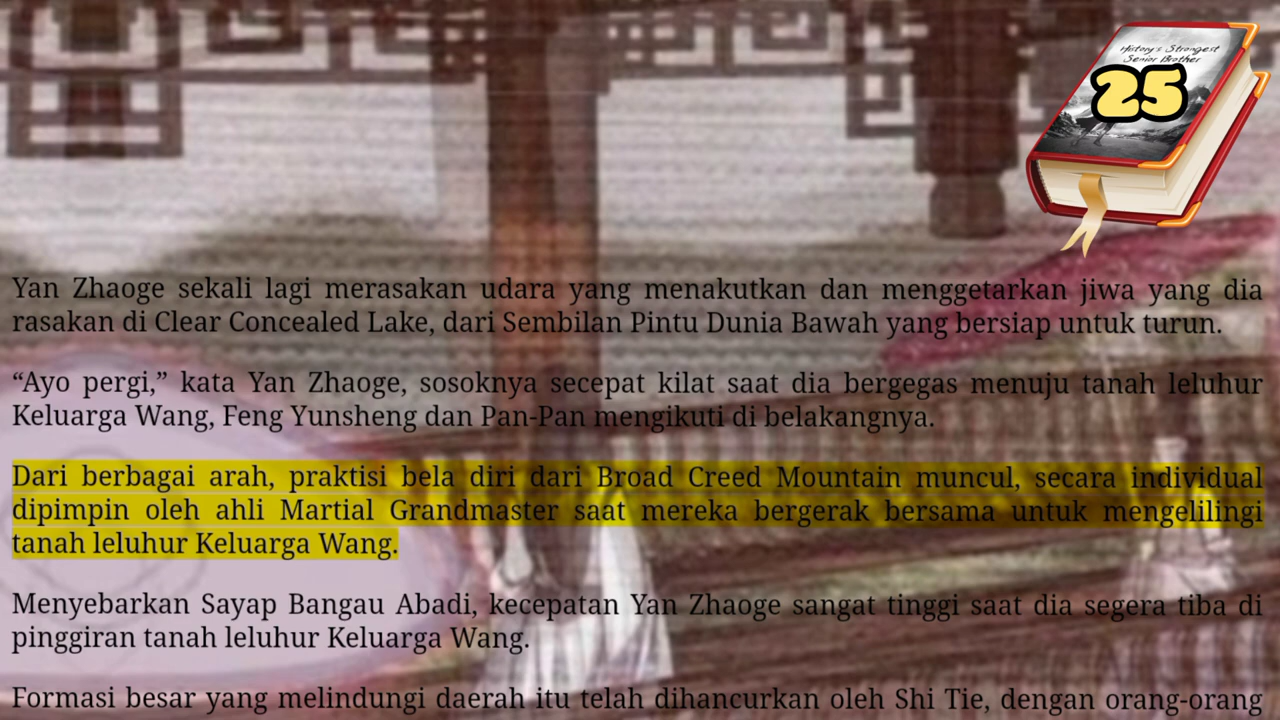 History's Strongest
Senior Brother
25
Yan Zhaoge sekali lagi merasakan udara yang menakutkan dan menggetarkan jiwa yang dia
rasakan di Clear Concealed Lake, dari Sembilan Pintu Dunia Bawah yang bersiap untuk turun.
“Ayo pergi,” kata Yan Zhaoge, sosoknya secepat kilat saat dia bergegas menuju tanah leluhur
Keluarga Wang, Feng Yunsheng dan Pan-Pan mengikuti di belakangnya.
Dari berbagai arah, praktisi bela diri dari Broad Creed Mountain muncul, secara individual
dipimpin oleh ahli Martial Grandmaster saat mereka bergerak bersama untuk mengelilingi
tanah leluhur Keluarga Wang.
Menyebarkan Sayap Bangau Abadi, kecepatan Yan Zhaoge sangat tinggi saat dia segera tiba di
pinggiran tanah leluhur Keluarga Wang.
Formasi besar yang melindungi daerah itu telah dihancurkan oleh Shi Tie, dengan orang-orang